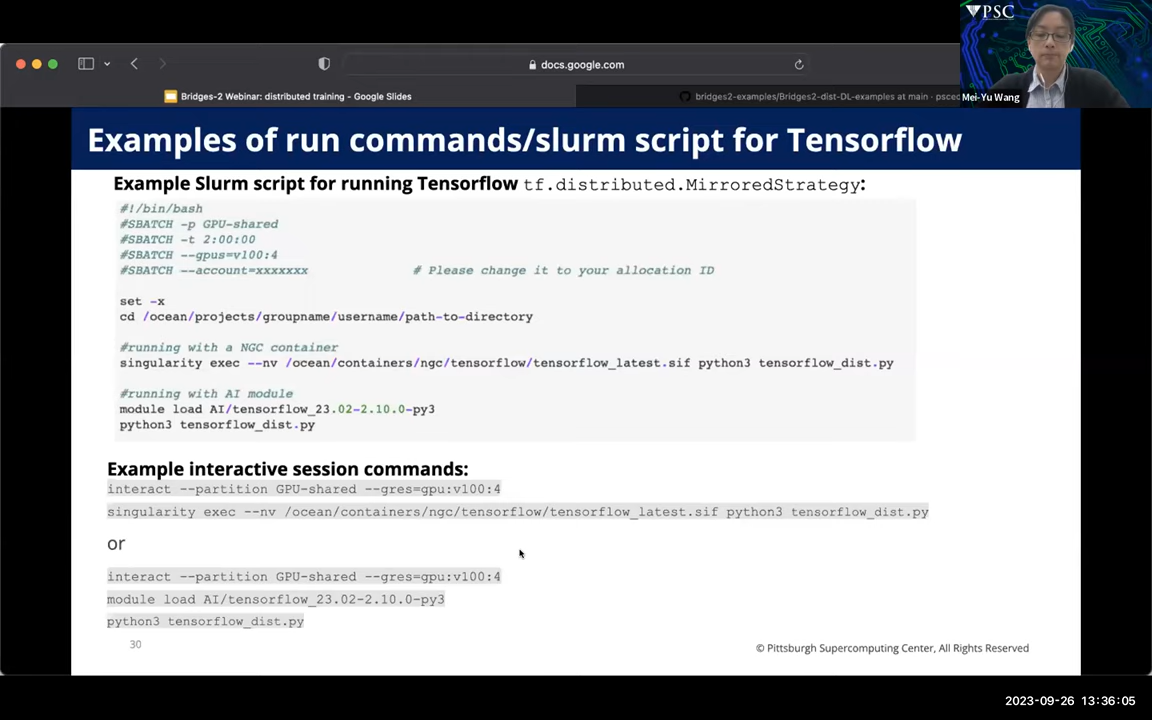 PSC
Mei-Yu Wang
docs.google.com
Bridges-2 Webinar: distributed training - Google Slides
bridges2-examples/Bridges2-dist-DL-examples at main · psced
Examples of run commands/slurm script for Tensorflow
Example Slurm script for running Tensorflow tf.distributed.MirroredStrategy:
#!/bin/bash
#SBATCH -p GPU-shared
#SBATCH -t 2:00:00
#SBATCH --gpus=v100:4
#SBATCH --account=xxxxxxx # Please change it to your allocation ID
set -x
cd /ocean/projects/groupname/username/path-to-directory
#running with a NGC container
singularity exec --nv /ocean/containers/ngc/tensorflow/tensorflow_latest.sif python3 tensorflow_dist.py
#running with AI module
module load AI/tensorflow_23.02-2.10.0-py3
python3 tensorflow_dist.py
Example interactive session commands:
interact --partition GPU-shared --gres=gpu:v100:4
singularity exec --nv /ocean/containers/ngc/tensorflow/tensorflow_latest.sif python3 tensorflow_dist.py
or
interact --partition GPU-shared --gres=gpu:v100:4
module load AI/tensorflow_23.02-2.10.0-py3
python3 tensorflow_dist.py
30
© Pittsburgh Supercomputing Center, All Rights Reserved
2023-09-26 13:36:05